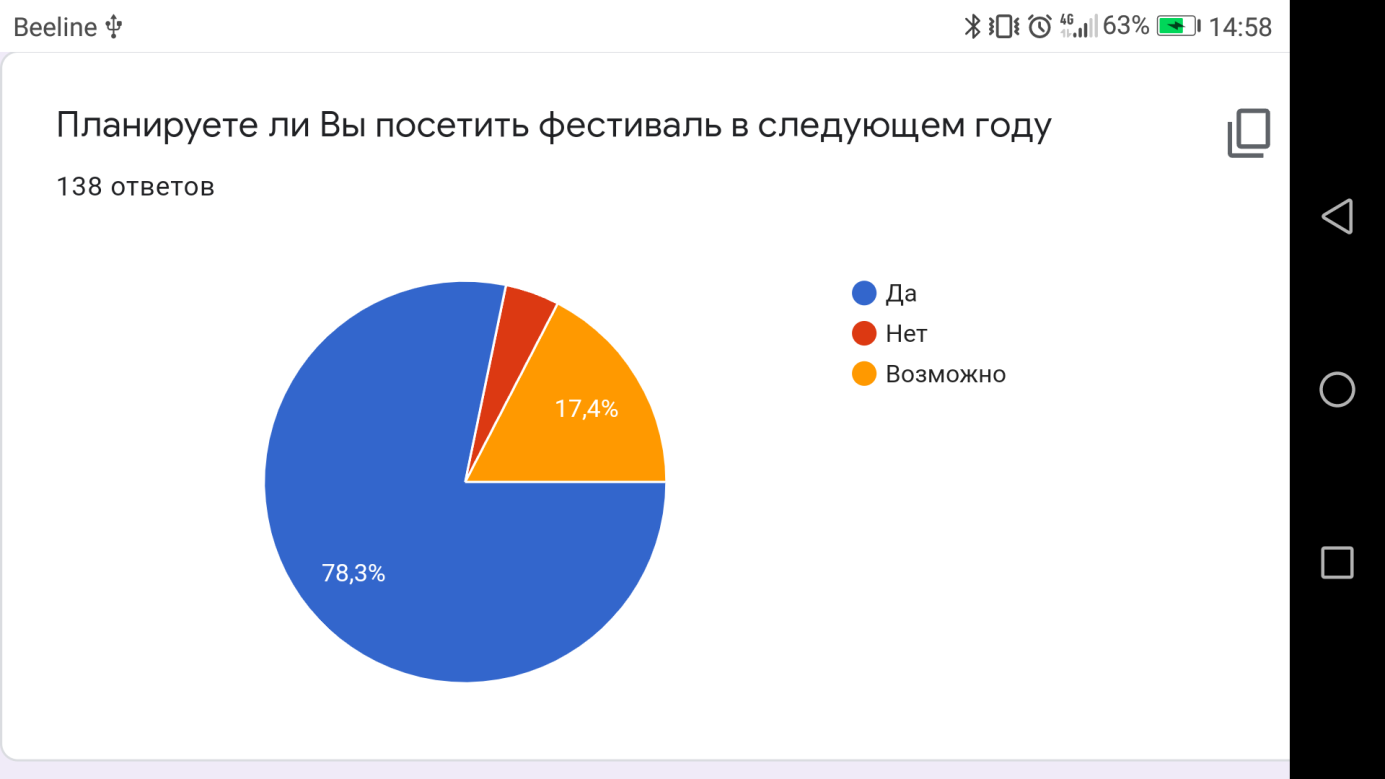 Beeline 4G 63% 14:58
Планируете ли Вы посетить фестиваль в следующем году
138 ответов
Да
Нет
Возможно
17,4%
78,3%